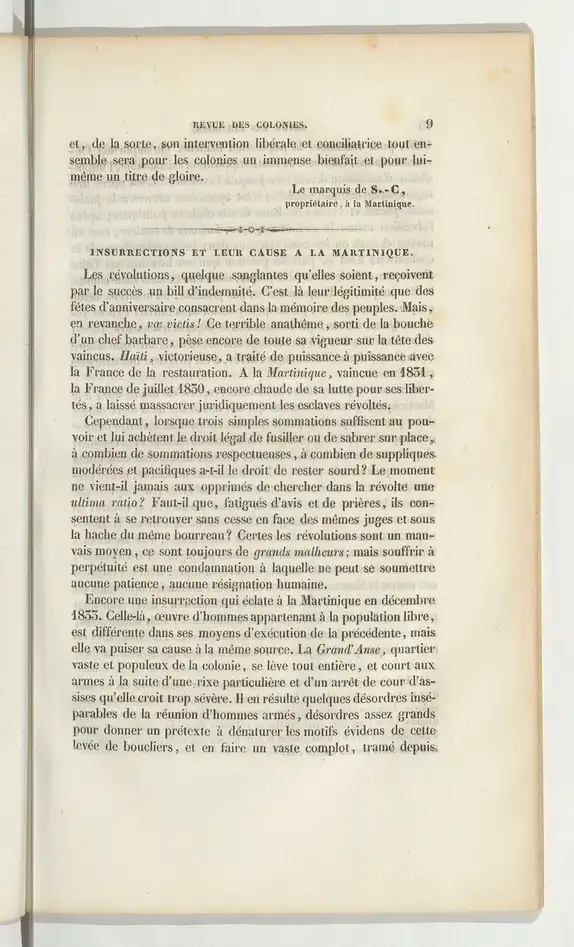 REVUE DES COLONIES. 9
et, de la sorte, son intervention libérale et conciliatrice tout en-
semble sera pour les colonies un immense bienfait et pour lui-
même un titre de gloire.
Le marquis de S.-C,
propriétaire, à la Martinique.
INSURRECTIONS ET LEUR CAUSE A LA MARTINIQUE.
Les révolutions, quelque sanglantes qu'elles soient, reçoivent
par le succès un bill d'indemnité. C'est là leur légitimité que des
fêtes d'anniversaire consacrent dans la mémoire des peuples. Mais,
en revanche, væ victis! Ce terrible anathême, sorti de la bouche
d'un chef barbare, pèse encore de toute sa vigueur sur la tête des
vaincus. Haïti, victorieuse, a traité de puissance à puissance avec
la France de la restauration. A la Martinique, vaincue en 1831,
la France de juillet 1830, encore chaude de sa lutte pour ses liber-
tés, a laissé massacrer juridiquement les esclaves révoltés.
Cependant, lorsque trois simples sommations suffisent au pou-
voir et lui achètent le droit légal de fusiller ou de sabrer sur place,
à combien de sommations respectueuses, à combien de suppliques
modérées et pacifiques a-t-il le droit de rester sourd? Le moment
ne vient-il jamais aux opprimés de chercher dans la révolte une
ultima ratio? Faut-il que, fatigués d'avis et de prières, ils con-
sentent à se retrouver sans cesse en face des mêmes juges et sous
la hache du même bourreau? Certes les révolutions sont un mau-
vais moyen, ce sont toujours de grands malheurs; mais souffrir à
perpétuité est une condamnation à laquelle ne peut se soumettre
aucune patience, aucune résignation humaine.
Encore une insurrection qui éclate à la Martinique en décembre
1833. Celle-là, œuvre d'hommes appartenant à la population libre,
est différente dans ses moyens d'exécution de la précédente, mais
elle va puiser sa cause à la même source. La Grand'Anse, quartier
vaste et populeux de la colonie, se lève tout entière, et court aux
armes à la suite d'une rixe particulière et d'un arrêt de cour d'as-
sises qu'elle croit trop sévère. Il en résulte quelques désordres insé-
parables de la réunion d'hommes armés, désordres assez grands
pour donner un prétexte à dénaturer les motifs évidens de cette
levée de boucliers, et en faire un vaste complot, tramé depuis